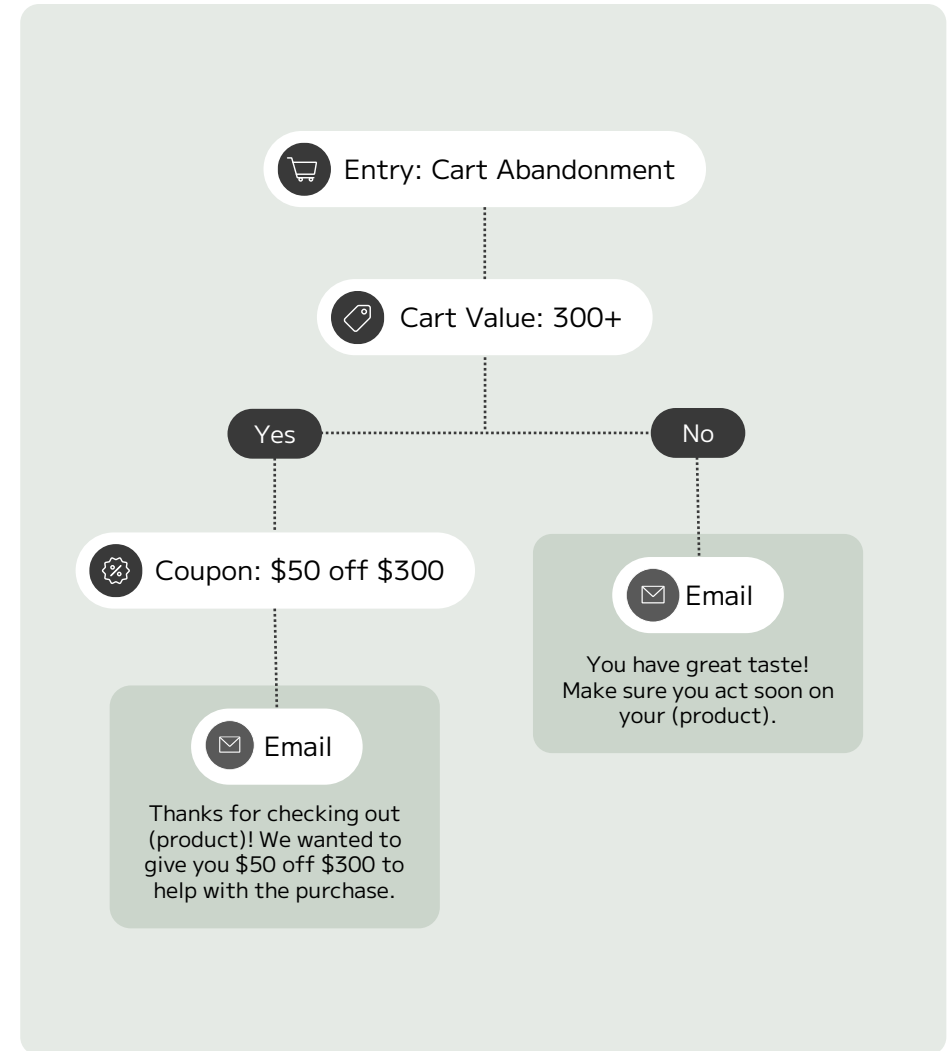 Entry: Cart Abandonment
Cart Value: 300+
Yes
No
Coupon: $50 off $300
Email
You have great taste!
Make sure you act soon on
your (product).
Email
Thanks for checking out
(product)! We wanted to
give you $50 off $300 to
help with the purchase.